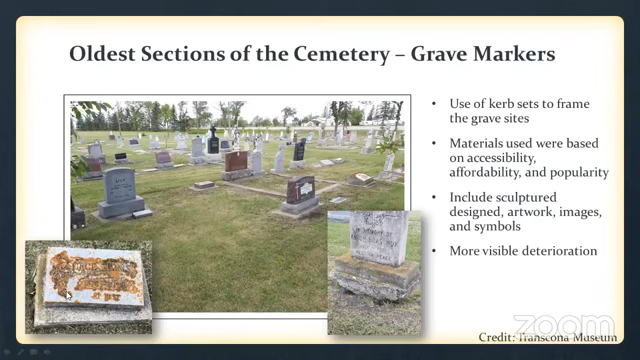 Oldest Sections of the Cemetery – Grave Markers
• Use of kerb sets to frame
the grave sites
• Materials used were based
on accessibility,
affordability, and popularity
• Include sculptured
designed, artwork, images,
and symbols
• More visible deterioration
Credit: Transcona Museum
zoom